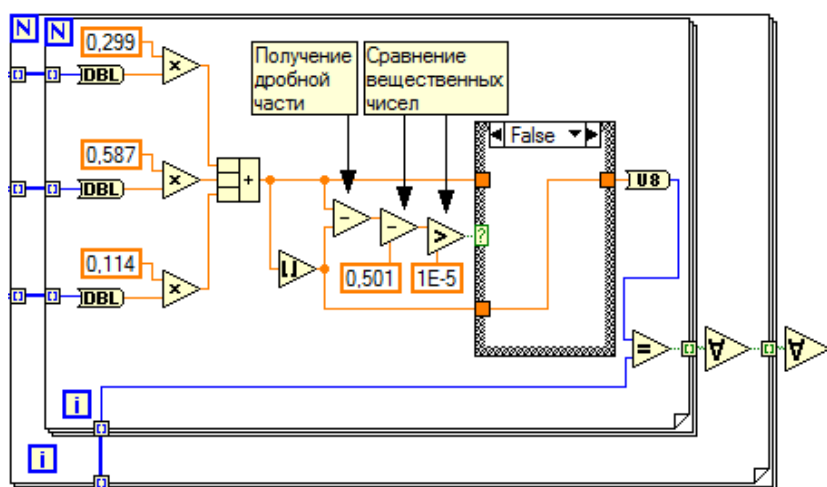 N
N
0,299
DBL
x
Получение
дробной
части
Сравнение
вещественных
чисел
False
0,587
DBL
x
+
U8
-
-
>
?
0,501
1E-5
0,114
DBL
x
=
∀
∀
i
i